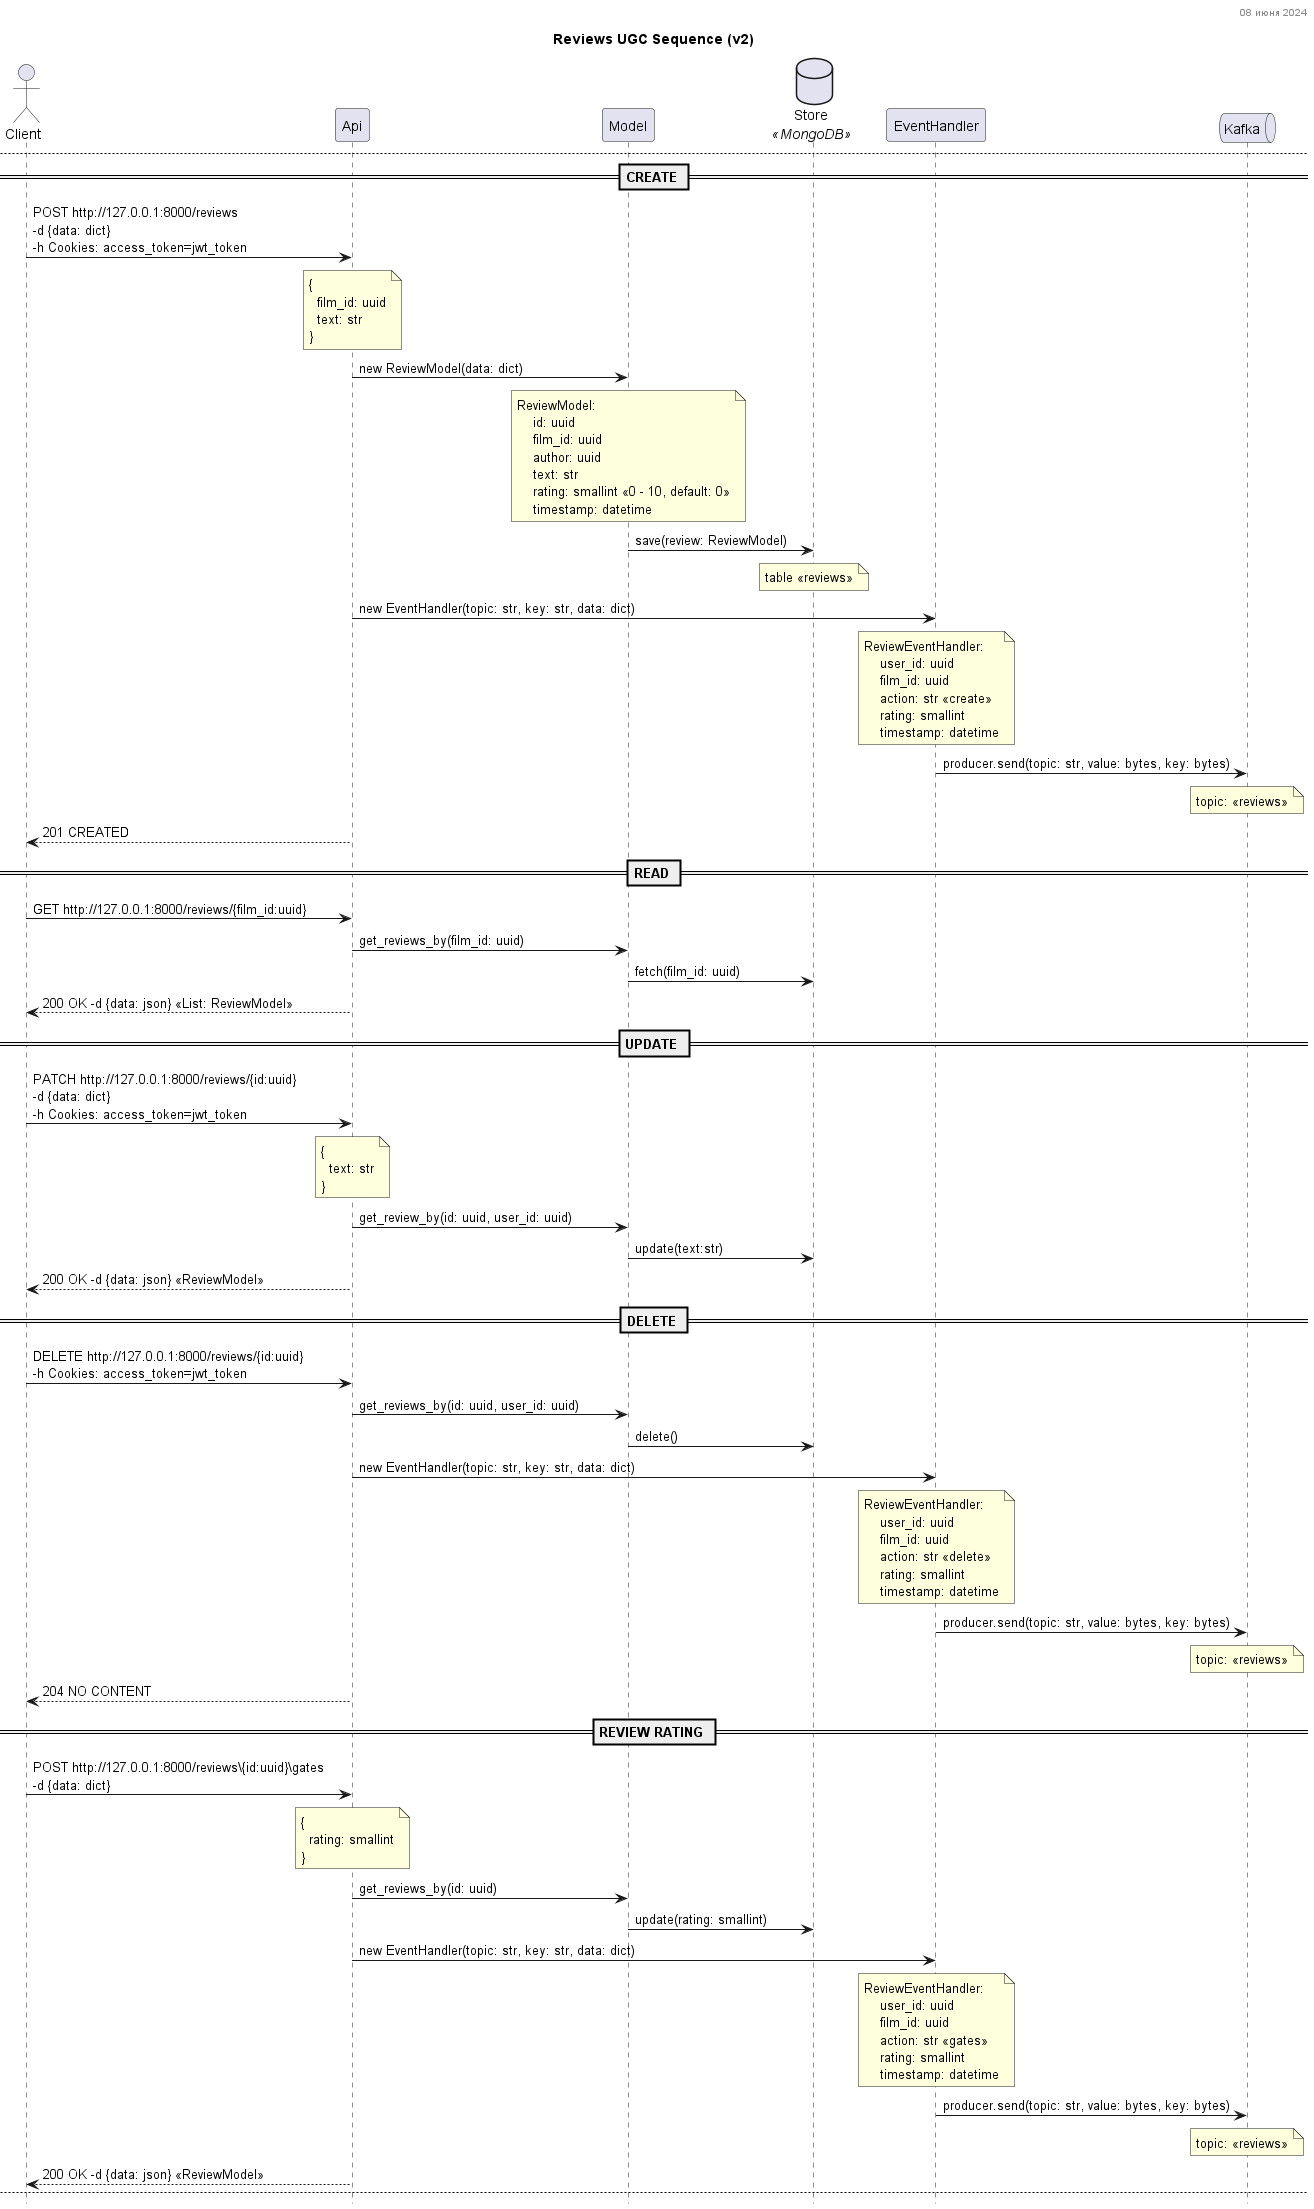 08 июня 2024
Reviews UGC Sequence (v2)
Client
Api
Model
Store
«MongoDB»
EventHandler
Kafka
CREATE
POST http://127.0.0.1:8000/reviews
-d {data: dict}
-h Cookies: access_token=jwt_token
{
film_id: uuid
text: str
}
new ReviewModel(data: dict)
ReviewModel:
id: uuid
film_id: uuid
author: uuid
text: str
rating: smallint «0 - 10, default: 0»
timestamp: datetime
save(review: ReviewModel)
table «reviews»
new EventHandler(topic: str, key: str, data: dict)
ReviewEventHandler:
user_id: uuid
film_id: uuid
action: str «create»
rating: smallint
timestamp: datetime
producer.send(topic: str, value: bytes, key: bytes)
topic: «reviews»
201 CREATED
READ
GET http://127.0.0.1:8000/reviews/{film_id:uuid}
get_reviews_by(film_id: uuid)
fetch(film_id: uuid)
200 OK -d {data: json} «List: ReviewModel»
UPDATE
PATCH http://127.0.0.1:8000/reviews/{id:uuid}
-d {data: dict}
-h Cookies: access_token=jwt_token
{
text: str
}
get_review_by(id: uuid, user_id: uuid)
update(text:str)
200 OK -d {data: json} «ReviewModel»
DELETE
DELETE http://127.0.0.1:8000/reviews/{id:uuid}
-h Cookies: access_token=jwt_token
get_reviews_by(id: uuid, user_id: uuid)
delete()
new EventHandler(topic: str, key: str, data: dict)
ReviewEventHandler:
user_id: uuid
film_id: uuid
action: str «delete»
rating: smallint
timestamp: datetime
producer.send(topic: str, value: bytes, key: bytes)
topic: «reviews»
204 NO CONTENT
REVIEW RATING
POST http://127.0.0.1:8000/reviews\{id:uuid}\gates
-d {data: dict}
{
rating: smallint
}
get_reviews_by(id: uuid)
update(rating: smallint)
new EventHandler(topic: str, key: str, data: dict)
ReviewEventHandler:
user_id: uuid
film_id: uuid
action: str «gates»
rating: smallint
timestamp: datetime
producer.send(topic: str, value: bytes, key: bytes)
topic: «reviews»
200 OK -d {data: json} «ReviewModel»